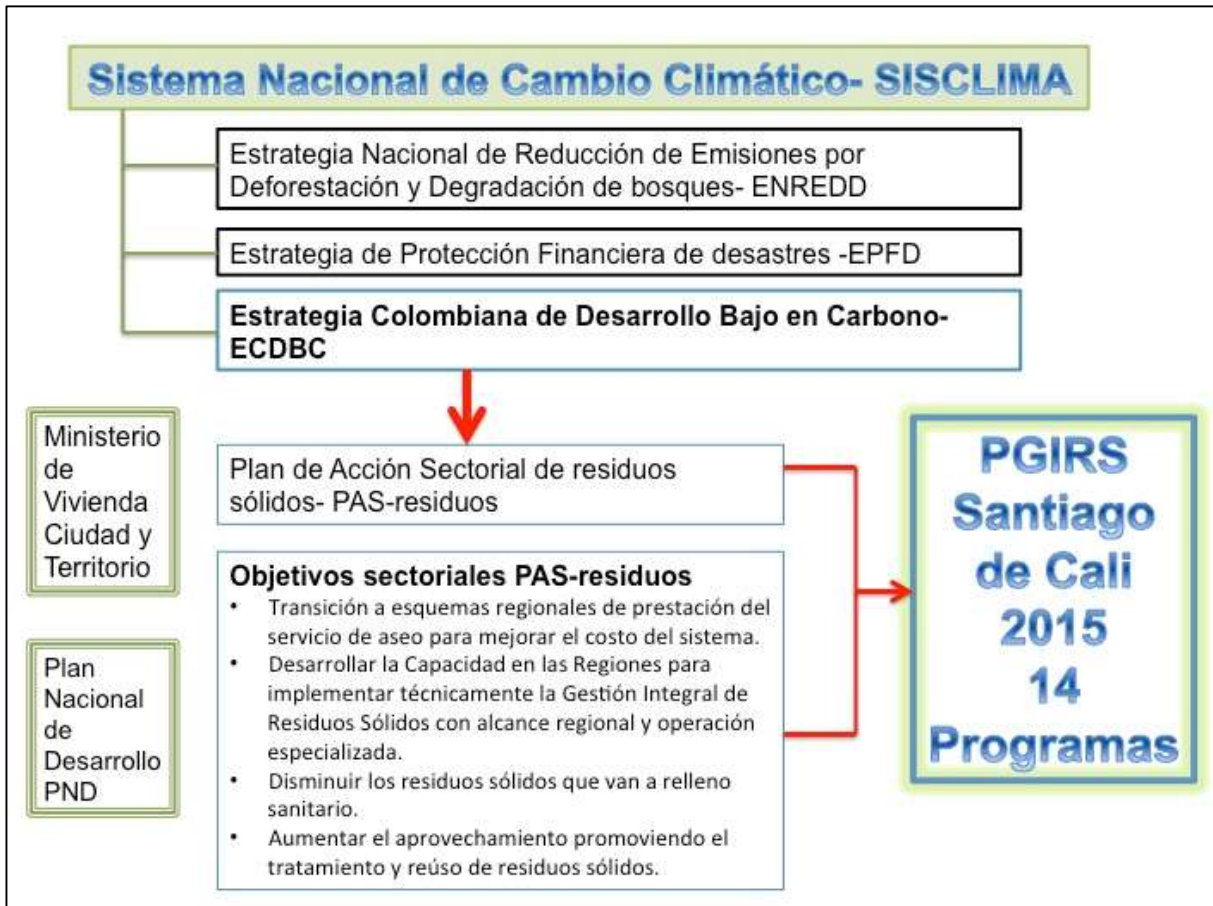 Sistema Nacional de Cambio Climático- SISCLIMA
Estrategia Nacional de Reducción de Emisiones por
Deforestación y Degradación de bosques- ENREDD
Estrategia de Protección Financiera de desastres -EPFD
Estrategia Colombiana de Desarrollo Bajo en Carbono-
ECDBC
Ministerio
de
Vivienda
Ciudad y
Territorio
Plan
Nacional
de
Desarrollo
PND
Plan de Acción Sectorial de residuos
sólidos- PAS-residuos
Objetivos sectoriales PAS-residuos
• Transición a esquemas regionales de prestación del
servicio de aseo para mejorar el costo del sistema.
• Desarrollar la Capacidad en las Regiones para
implementar técnicamente la Gestión Integral de
Residuos Sólidos con alcance regional y operación
especializada.
• Disminuir los residuos sólidos que van a relleno
sanitario.
• Aumentar el aprovechamiento promoviendo el
tratamiento y reúso de residuos sólidos.
PGIRS
Santiago
de Cali
2015
14
Programas